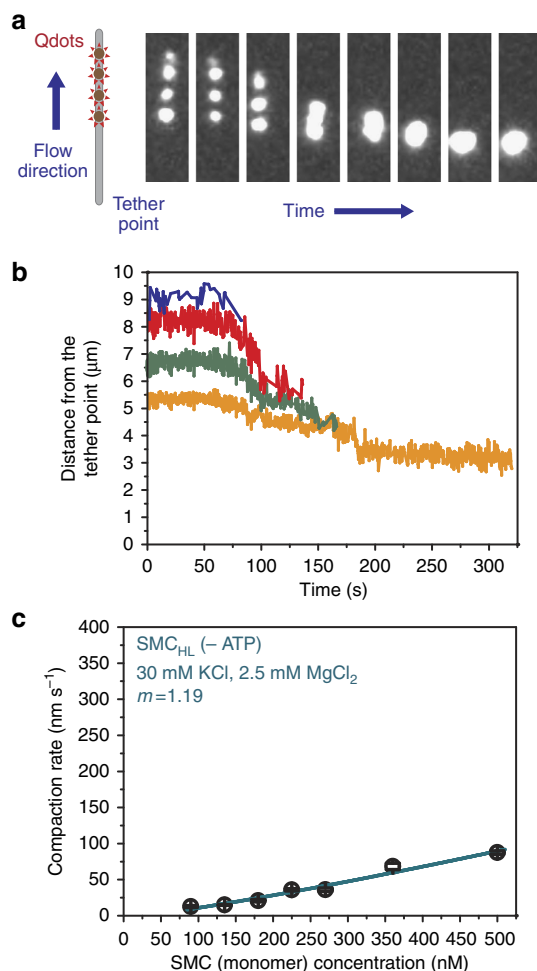 a
Qdots
Flow
direction
Tether
point
Time
b
Distance from the
tether point (μm)
10
9
8
7
6
5
4
3
2
1
0
0 50 100 150 200 250 300
Time (s)
c
SMC_HL (– ATP)
30 mM KCl, 2.5 mM MgCl₂
m=1.19
Compaction rate (nm s⁻¹)
400
350
300
250
200
150
100
50
0
0 50 100 150 200 250 300 350 400 450 500
SMC (monomer) concentration (nM)